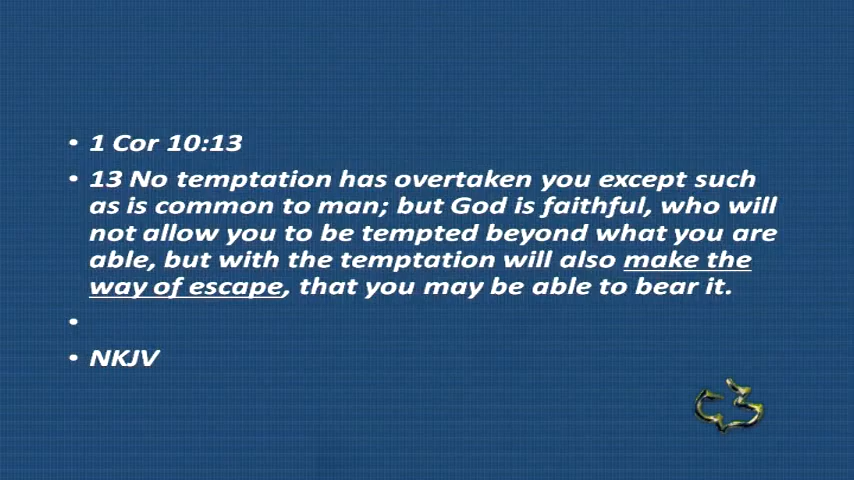 • 1 Cor 10:13
• 13 No temptation has overtaken you except such
as is common to man; but God is faithful, who will
not allow you to be tempted beyond what you are
able, but with the temptation will also make the
way of escape, that you may be able to bear it.
•
• NKJV
C3